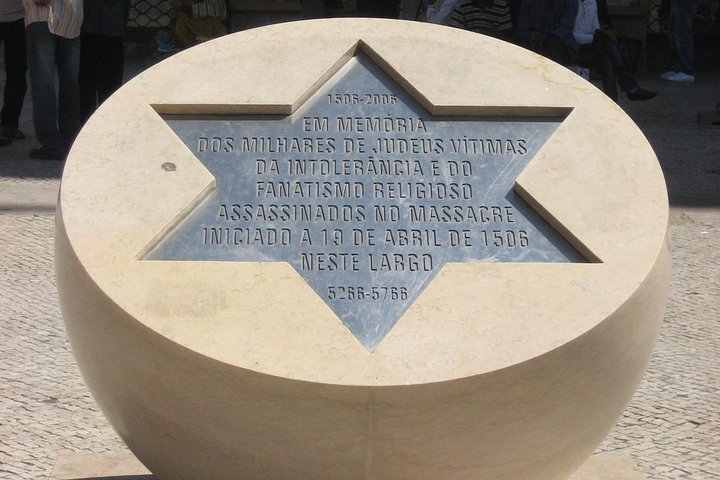 1506-2006
EM MEMÓRIA
DOS MILHARES DE JUDEUS VÍTIMAS
DA INTOLERÂNCIA E DO
FANATISMO RELIGIOSO
ASSASSINADOS NO MASSACRE
INICIADO A 19 DE ABRIL DE 1506
NESTE LARGO
5266-5766